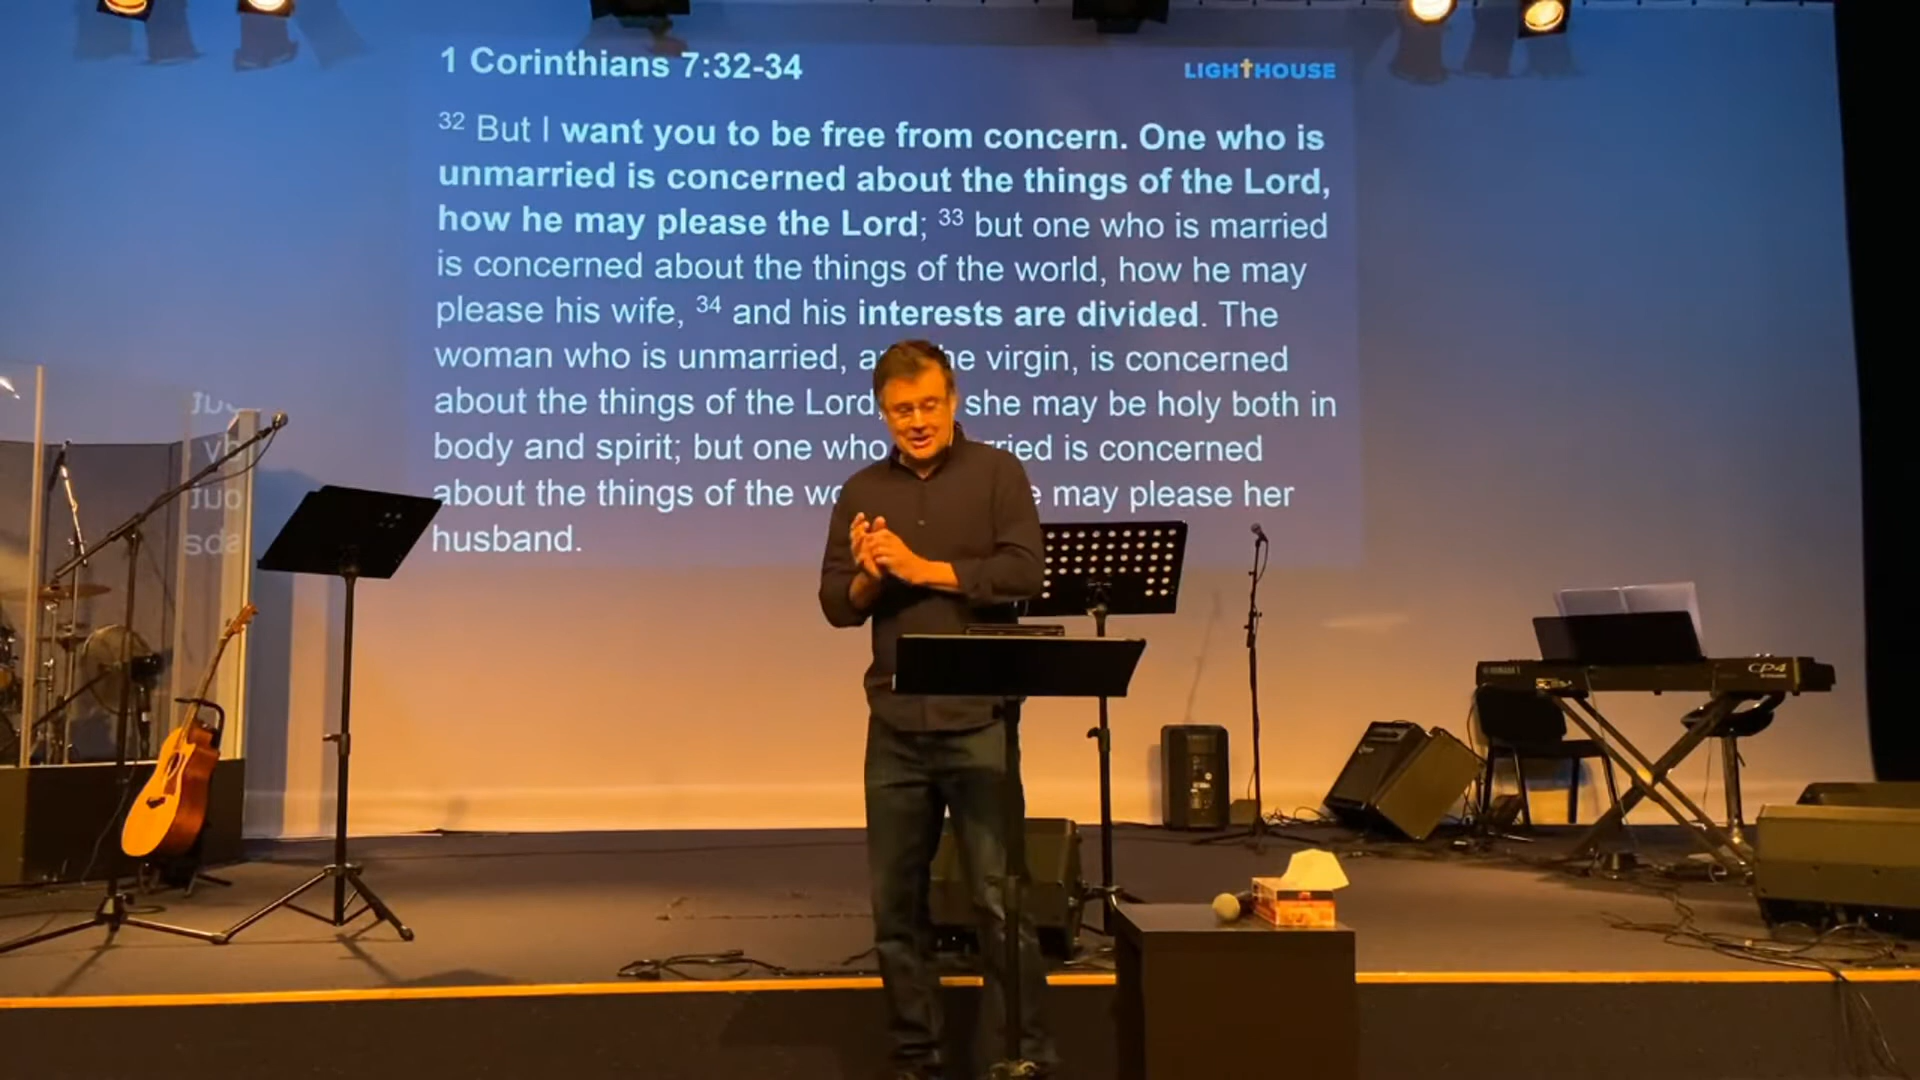 1 Corinthians 7:32-34
LIGHTHOUSE
32 But I want you to be free from concern. One who is
unmarried is concerned about the things of the Lord,
how he may please the Lord; 33 but one who is married
is concerned about the things of the world, how he may
please his wife, 34 and his interests are divided. The
woman who is unmarried, he virgin, is concerned
about the things of the Lord, she may be holy both in
body and spirit; but one who rried is concerned
about the things of the wo e may please her
husband.
YAMAHA
CP4